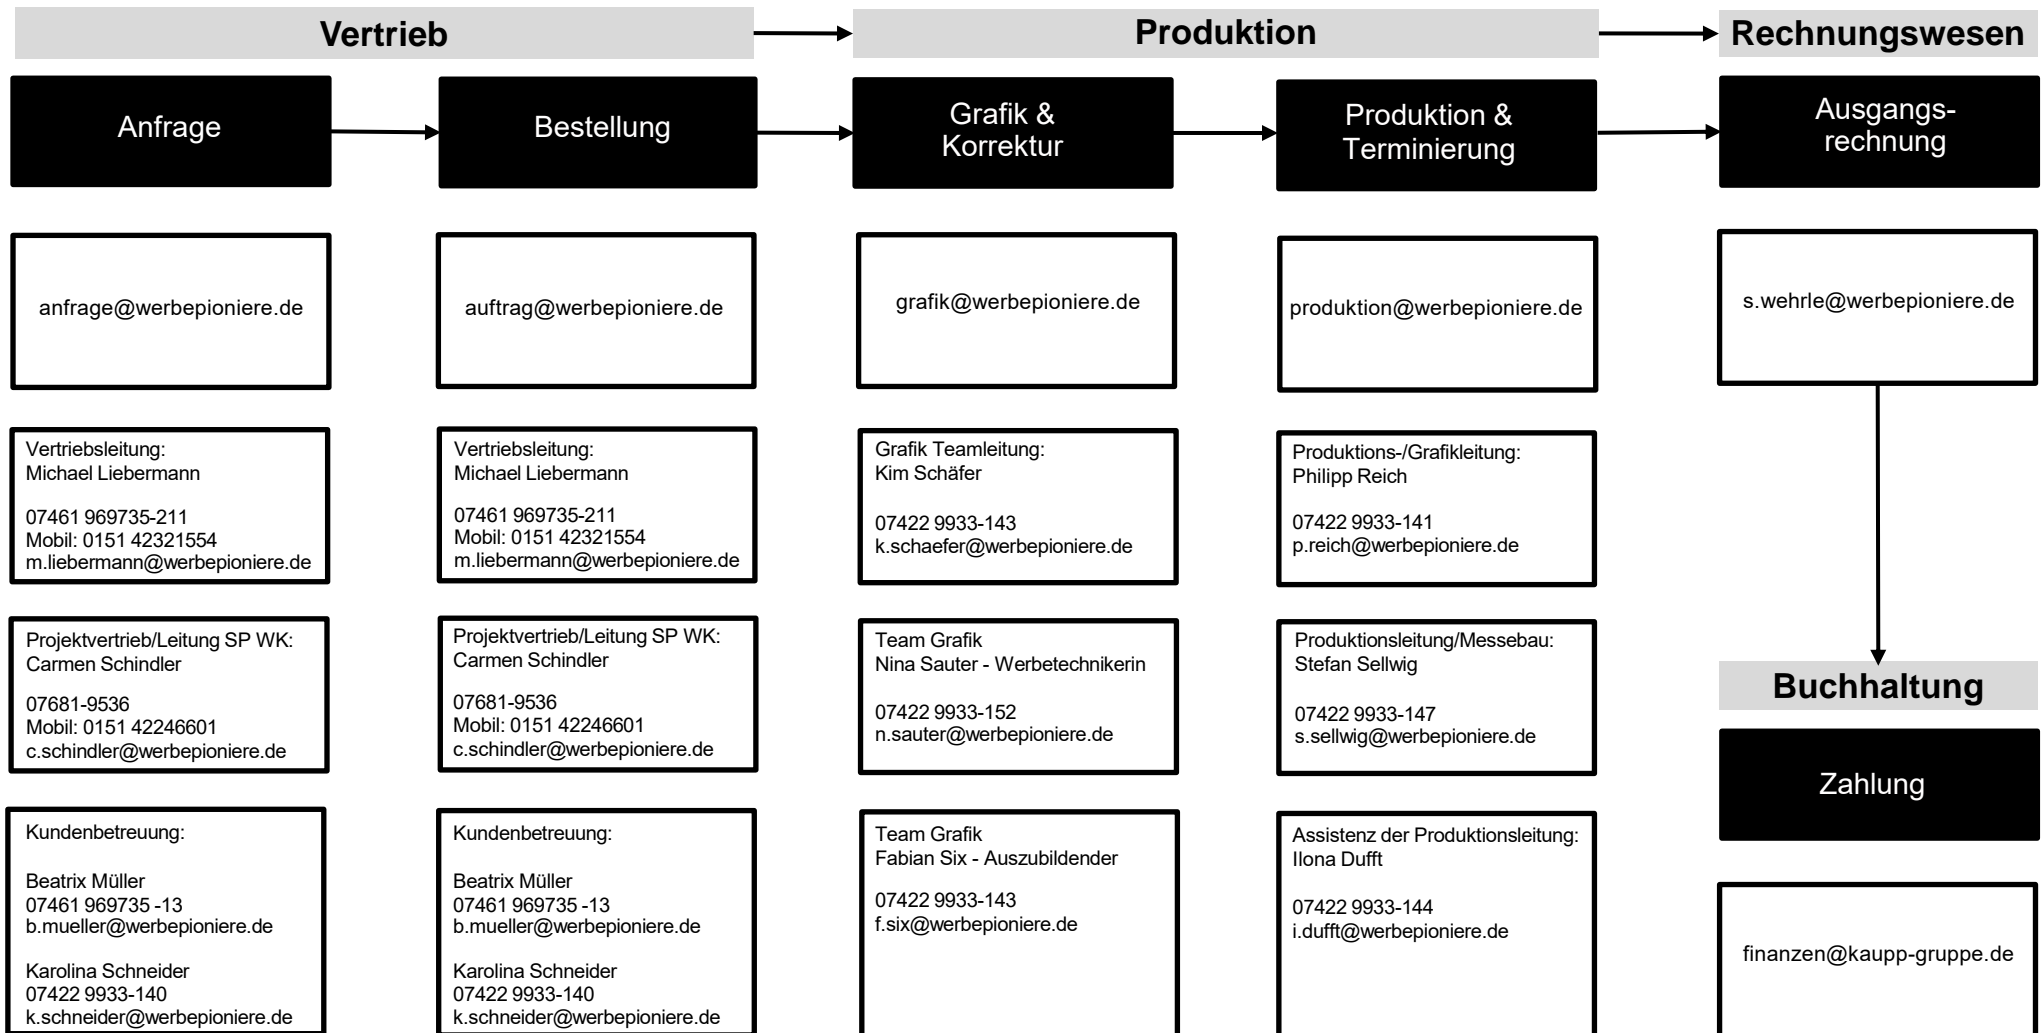 Vertrieb
Produktion
Rechnungswesen
Anfrage
Bestellung
Grafik &
Korrektur
Produktion &
Terminierung
Ausgangs-
rechnung
anfrage@werbepioniere.de
auftrag@werbepioniere.de
grafik@werbepioniere.de
produktion@werbepioniere.de
s.wehrle@werbepioniere.de
Vertriebsleitung:
Michael Liebermann
07461 969735-211
Mobil: 0151 42321554
m.liebermann@werbepioniere.de
Vertriebsleitung:
Michael Liebermann
07461 969735-211
Mobil: 0151 42321554
m.liebermann@werbepioniere.de
Grafik Teamleitung:
Kim Schäfer
07422 9933-143
k.schaefer@werbepioniere.de
Produktions-/Grafikleitung:
Philipp Reich
07422 9933-141
p.reich@werbepioniere.de
Projektvertrieb/Leitung SP WK:
Carmen Schindler
07681-9536
Mobil: 0151 42246601
c.schindler@werbepioniere.de
Projektvertrieb/Leitung SP WK:
Carmen Schindler
07681-9536
Mobil: 0151 42246601
c.schindler@werbepioniere.de
Team Grafik
Nina Sauter - Werbetechnikerin
07422 9933-152
n.sauter@werbepioniere.de
Produktionsleitung/Messebau:
Stefan Sellwig
07422 9933-147
s.sellwig@werbepioniere.de
Buchhaltung
Zahlung
Kundenbetreuung:
Beatrix Müller
07461 969735 -13
b.mueller@werbepioniere.de
Karolina Schneider
07422 9933-140
k.schneider@werbepioniere.de
Kundenbetreuung:
Beatrix Müller
07461 969735 -13
b.mueller@werbepioniere.de
Karolina Schneider
07422 9933-140
k.schneider@werbepioniere.de
Team Grafik
Fabian Six - Auszubildender
07422 9933-143
f.six@werbepioniere.de
Assistenz der Produktionsleitung:
Ilona Dufft
07422 9933-144
i.dufft@werbepioniere.de
finanzen@kaupp-gruppe.de